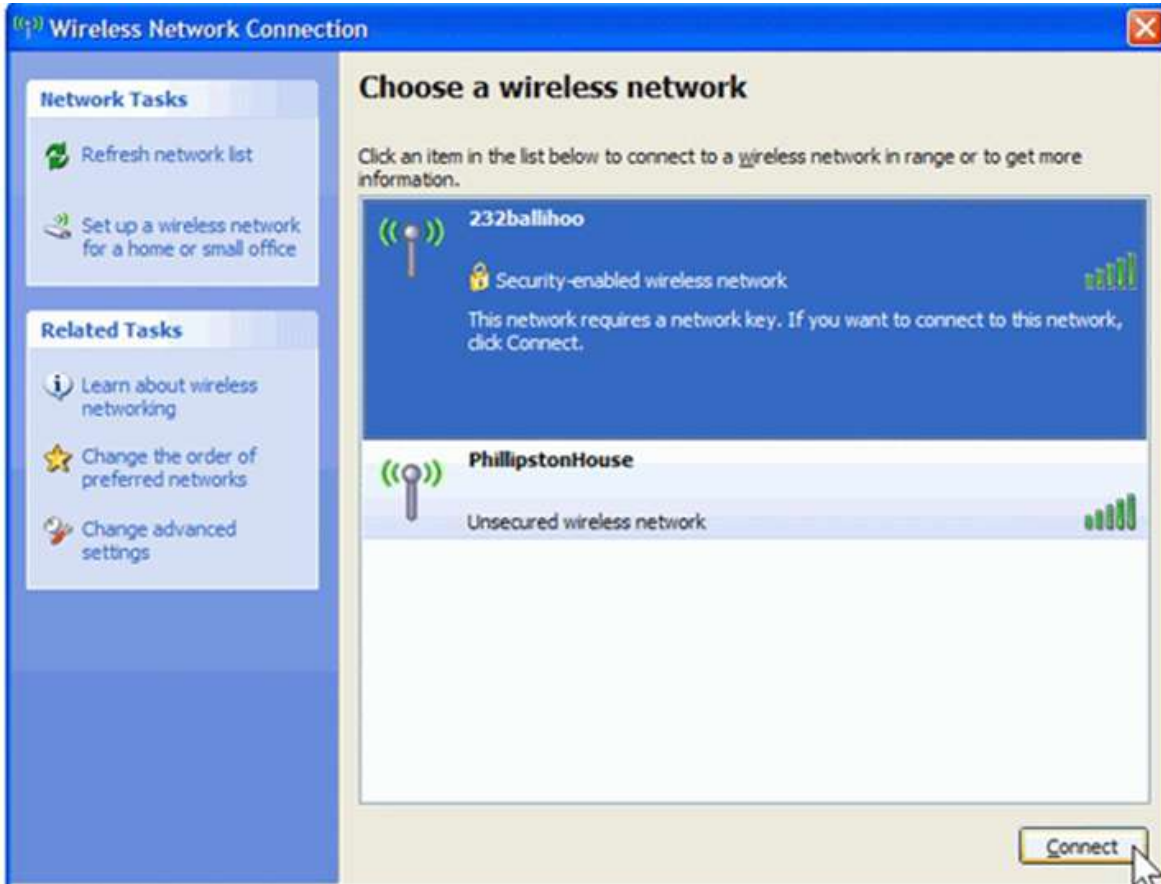 Wireless Network Connection
Network Tasks
Refresh network list
Set up a wireless network
for a home or small office
Related Tasks
Learn about wireless
networking
Change the order of
preferred networks
Change advanced
settings
Choose a wireless network
Click an item in the list below to connect to a wireless network in range or to get more
information.
232ballihoo
Security-enabled wireless network
This network requires a network key. If you want to connect to this network,
click Connect.
PhillipstonHouse
Unsecured wireless network
Connect